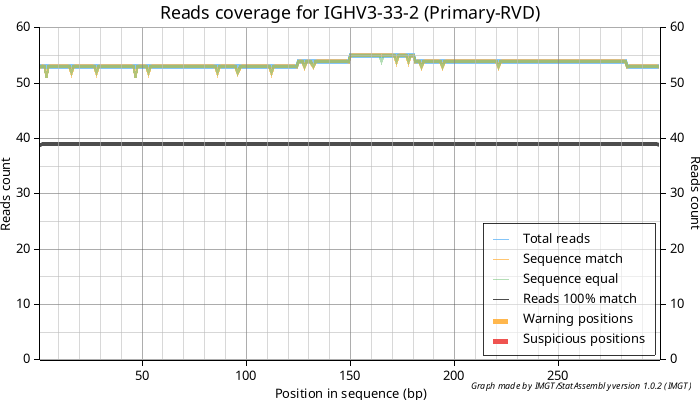 Reads coverage for IGHV3-33-2 (Primary-RVD)
60
50
40
30
20
10
0
60
50
40
30
20
10
0
Reads count
Reads count
Total reads
Sequence match
Sequence equal
Reads 100% match
Warning positions
Suspicious positions
50
100
150
200
250
Position in sequence (bp)
Graph made by IMGT/StatAssembly version 1.0.2 (IMGT)